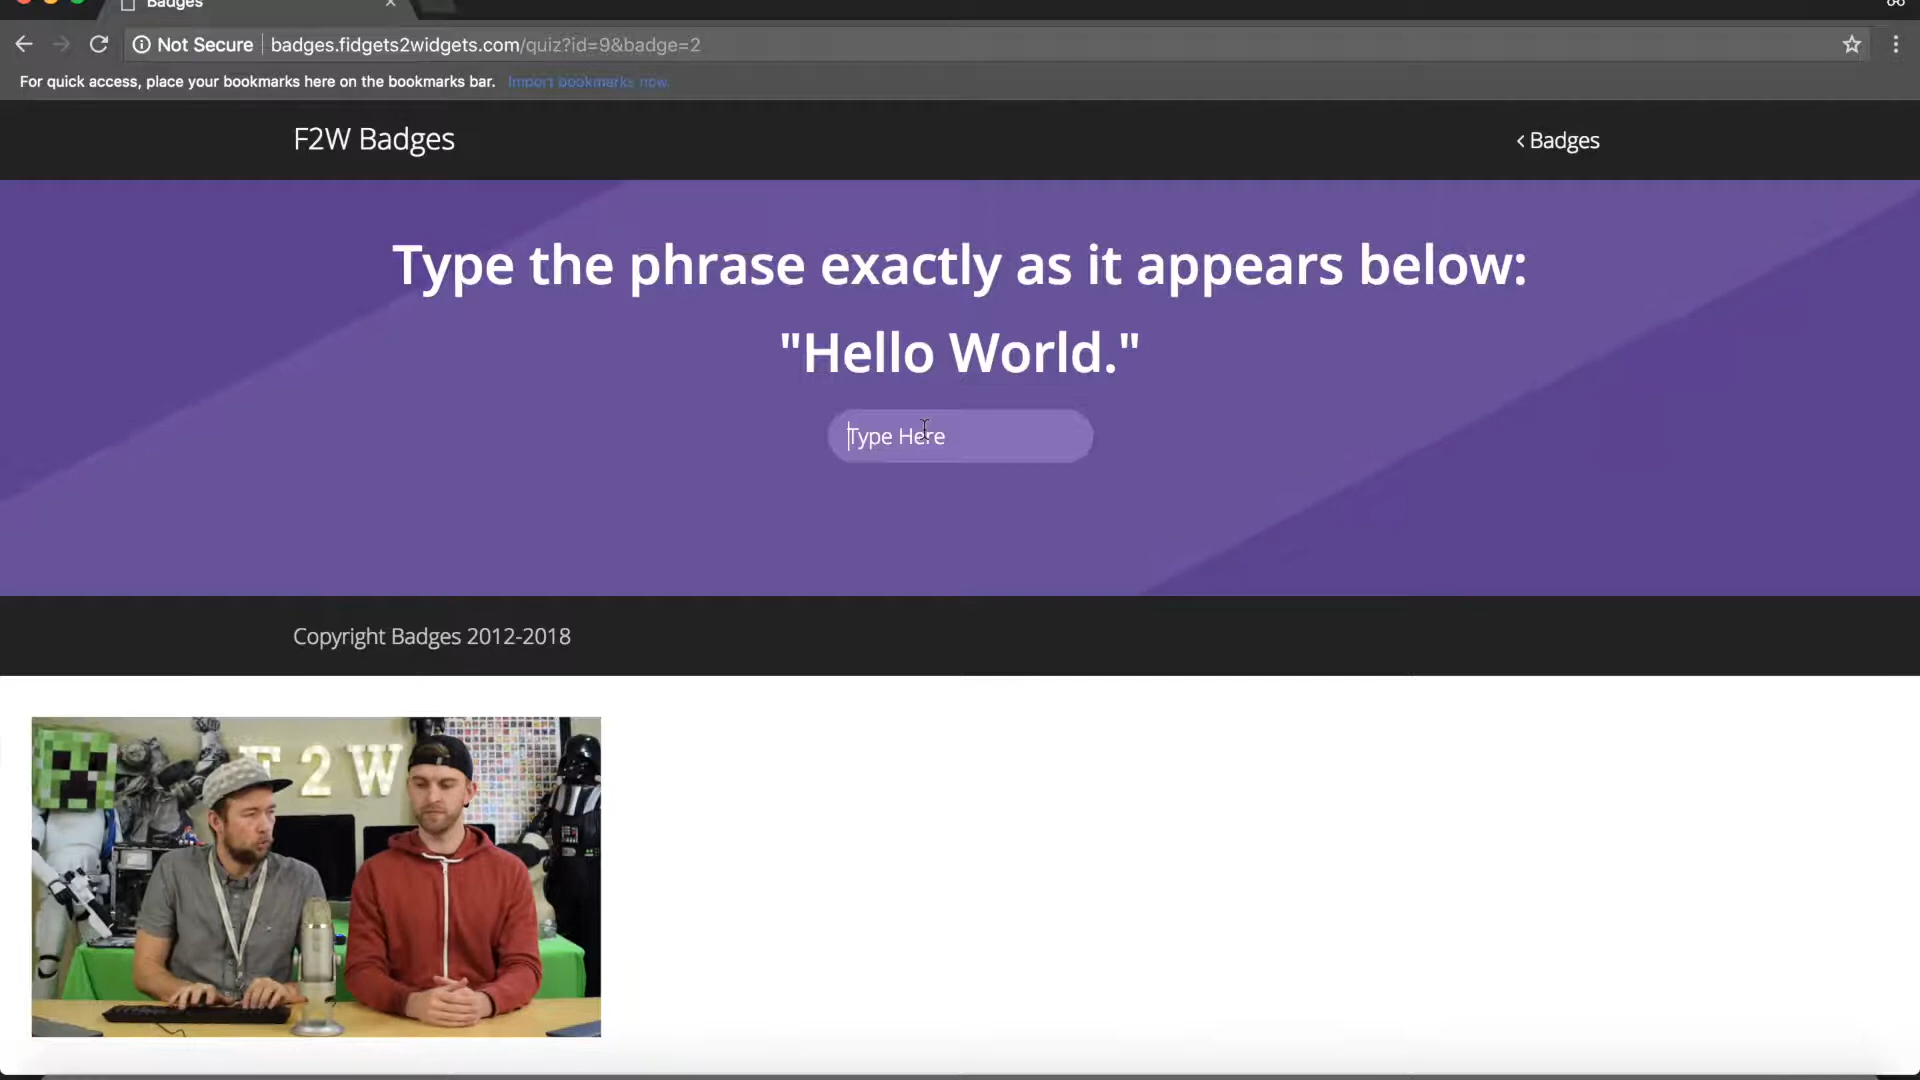 Badges
Not Secure badges.fidgets2widgets.com/quiz?id=9&badge=2
For quick access, place your bookmarks here on the bookmarks bar. Import bookmarks now.
F2W Badges
Badges
Type the phrase exactly as it appears below:
"Hello World."
Type Here
Copyright Badges 2012-2018
F2W